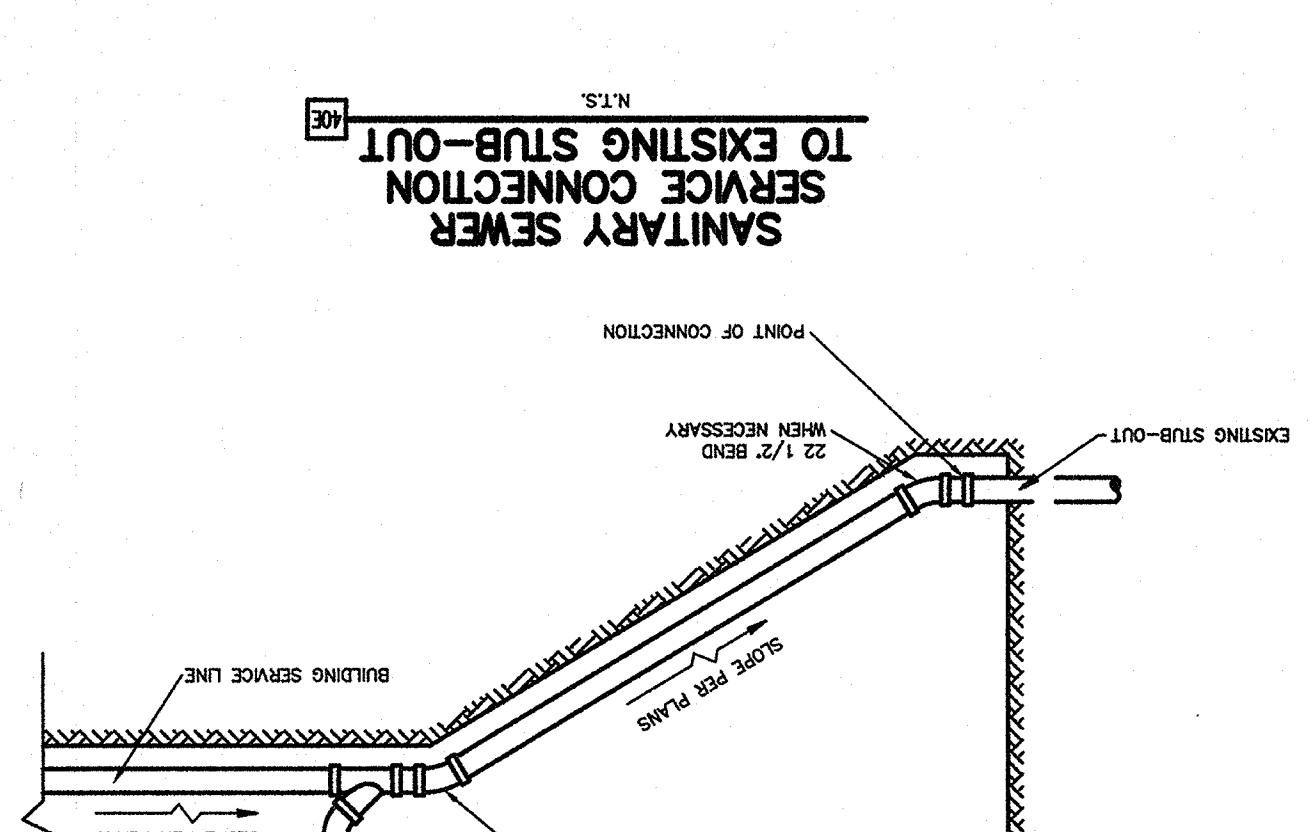 BUILDING SERVICE LINE
SLOPE PER PLANS
EXISTING STUB-OUT
22 1/2° BEND
WHEN NECESSARY
POINT OF CONNECTION
SANITARY SEWER
SERVICE CONNECTION
TO EXISTING STUB-OUT
N.T.S.
40E